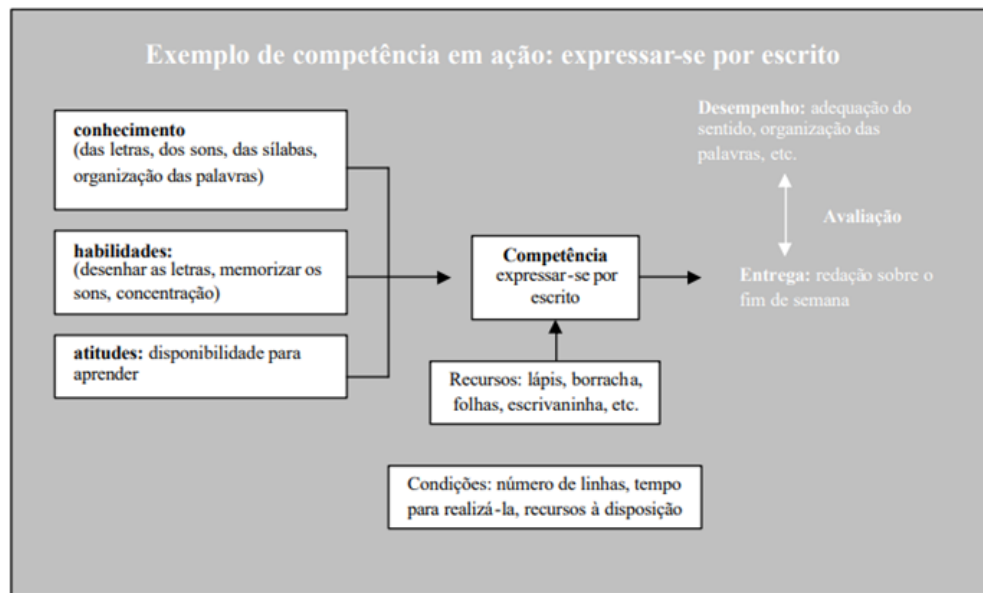 Exemplo de competência em ação: expressar-se por escrito
conhecimento
(das letras, dos sons, das sílabas,
organização das palavras)
habilidades:
(desenhar as letras, memorizar os
sons, concentração)
atitudes: disponibilidade para
aprender
Competência
expressar-se por
escrito
Recursos: lápis, borracha,
folhas, escrivaninha, etc.
Condições: número de linhas, tempo
para realizá-la, recursos à disposição
Desempenho: adequação do
sentido, organização das
palavras, etc.
Avaliação
Entrega: redação sobre o
fim de semana